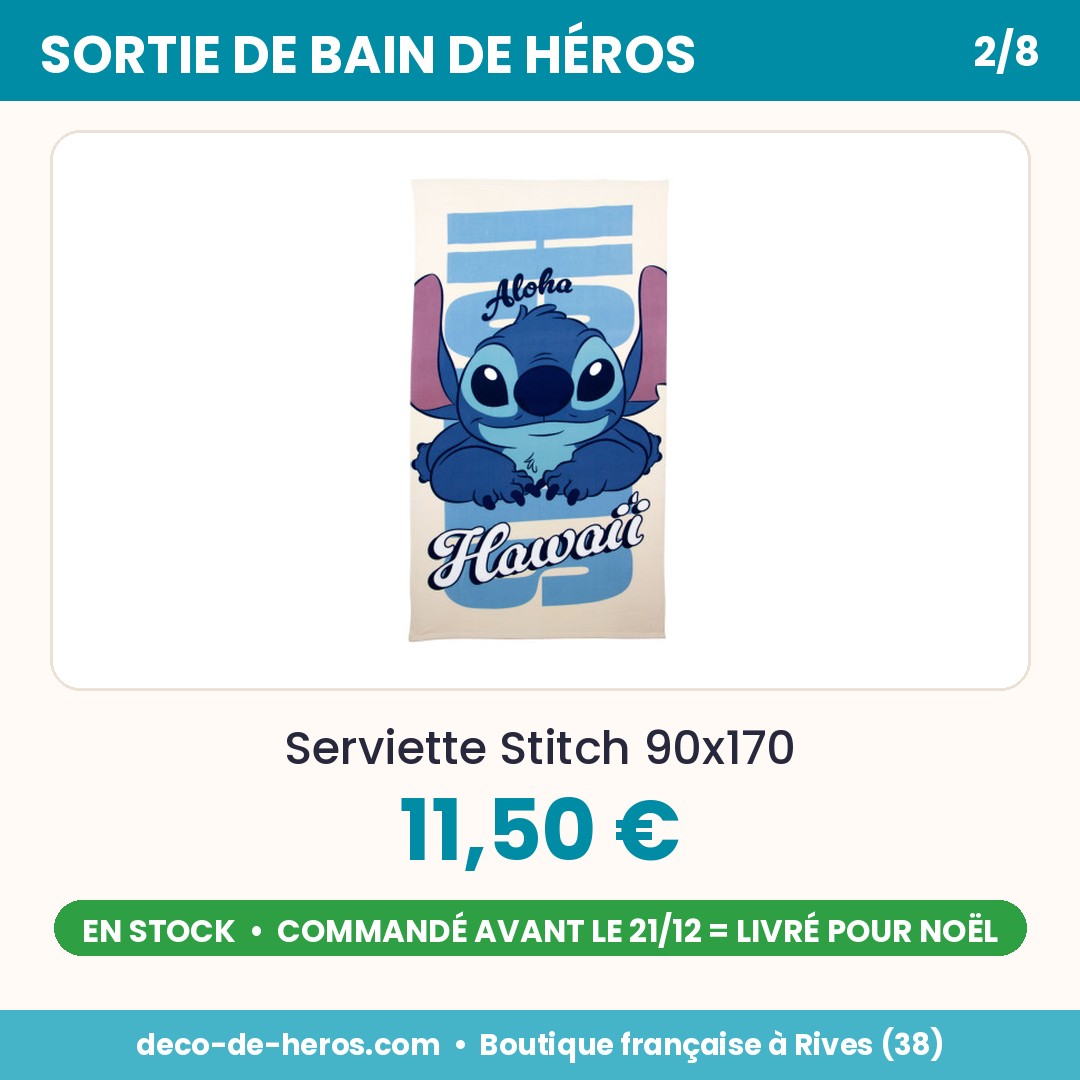 SORTIE DE BAIN DE HÉROS
2/8
Aloha
Hawaii
Serviette Stitch 90x170
11,50 €
EN STOCK • COMMANDÉ AVANT LE 21/12 = LIVRÉ POUR NOËL
deco-de-heros.com • Boutique française à Rives (38)